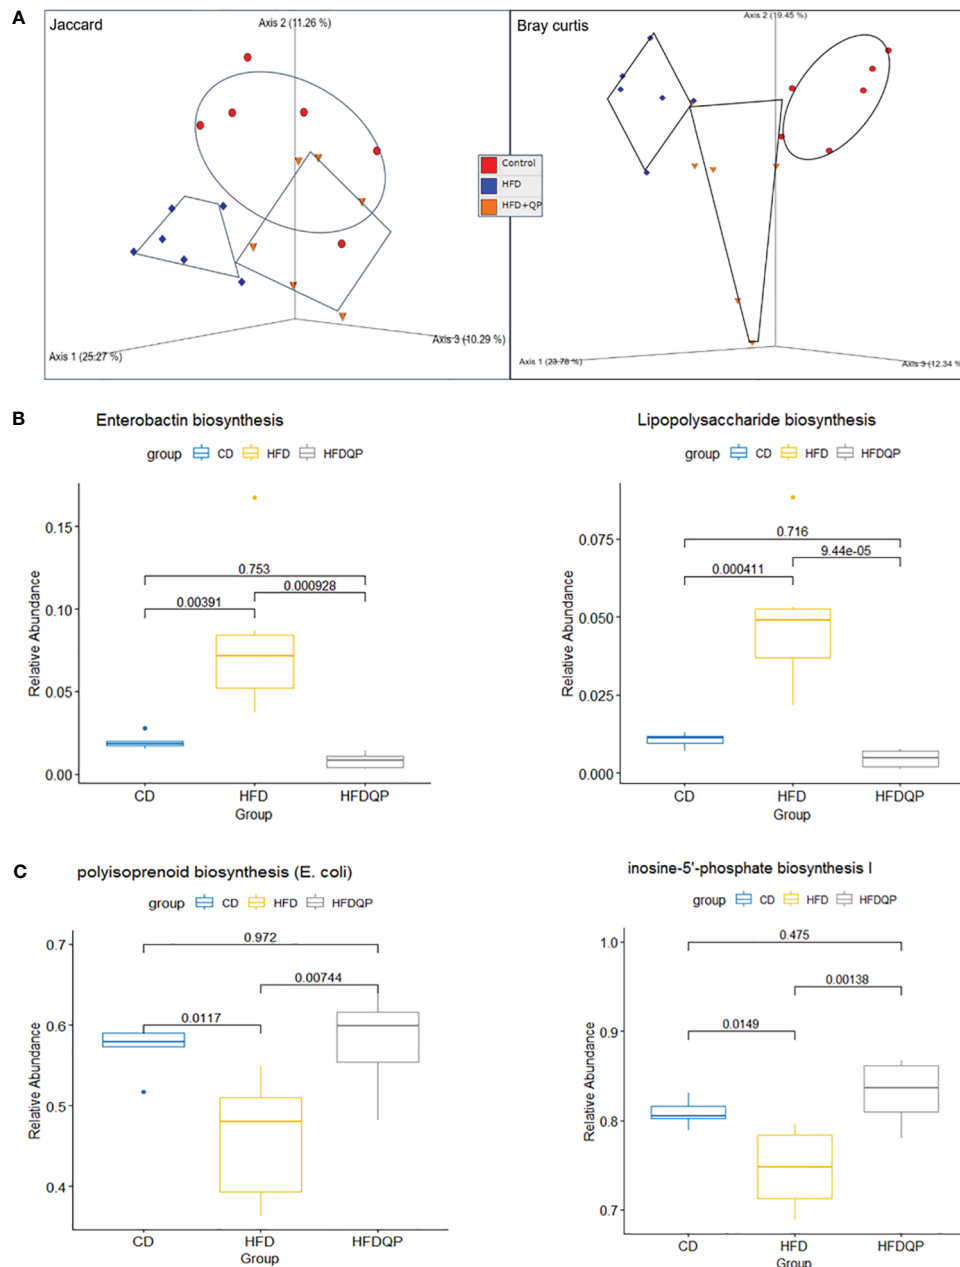 A
Jaccard
Axis 2 (11.26 %)
Axis 1 (25.27 %)
Axis 3 (10.29 %)
Control
HFD
HFD+QP
Bray curtis
Axis 2 (19.45 %)
Axis 1 (23.78 %)
Axis 3 (12.34 %
B
Enterobactin biosynthesis
group CD HFD HFDQP
Relative Abundance
0.15
0.10
0.05
0.00
0.753
0.000928
0.00391
CD HFD HFDQP
Group
Lipopolysaccharide biosynthesis
group CD HFD HFDQP
Relative Abundance
0.075
0.050
0.025
0.000
0.716
9.44e-05
0.000411
CD HFD HFDQP
Group
C
polyisoprenoid biosynthesis (E. coli)
group CD HFD HFDQP
Relative Abundance
0.7
0.6
0.5
0.4
0.972
0.00744
0.0117
CD HFD HFDQP
Group
inosine-5'-phosphate biosynthesis I
group CD HFD HFDQP
Relative Abundance
1.0
0.9
0.8
0.7
0.475
0.00138
0.0149
CD HFD HFDQP
Group